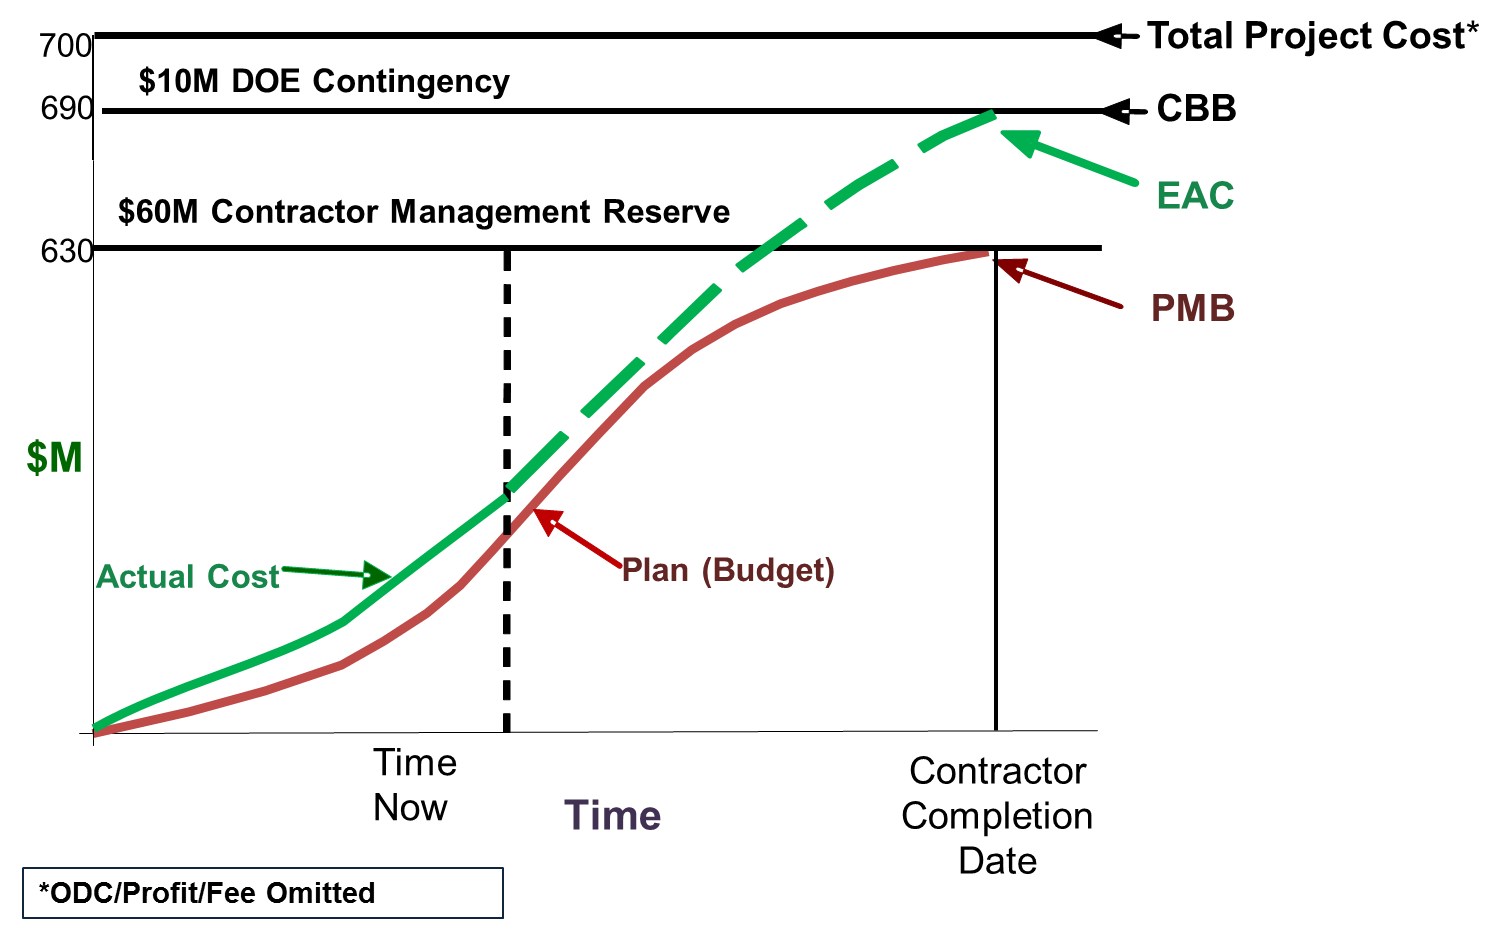 700
Total Project Cost*
$10M DOE Contingency
690
CBB
EAC
$60M Contractor Management Reserve
630
PMB
$M
Actual Cost
Plan (Budget)
Time
Now
Time
Contractor
Completion
Date
*ODC/Profit/Fee Omitted